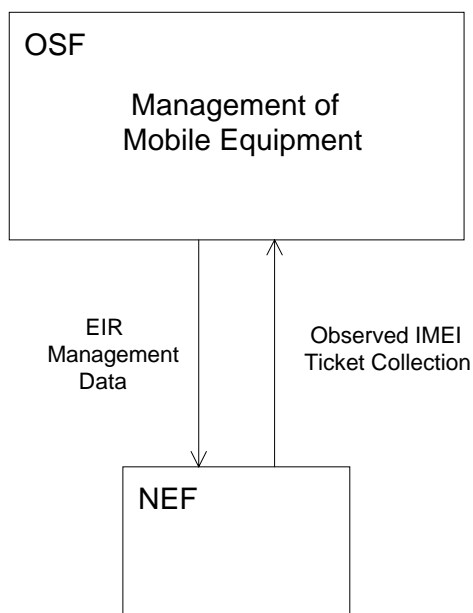 OSF
Management of
Mobile Equipment
EIR
Management
Data
Observed IMEI
Ticket Collection
NEF